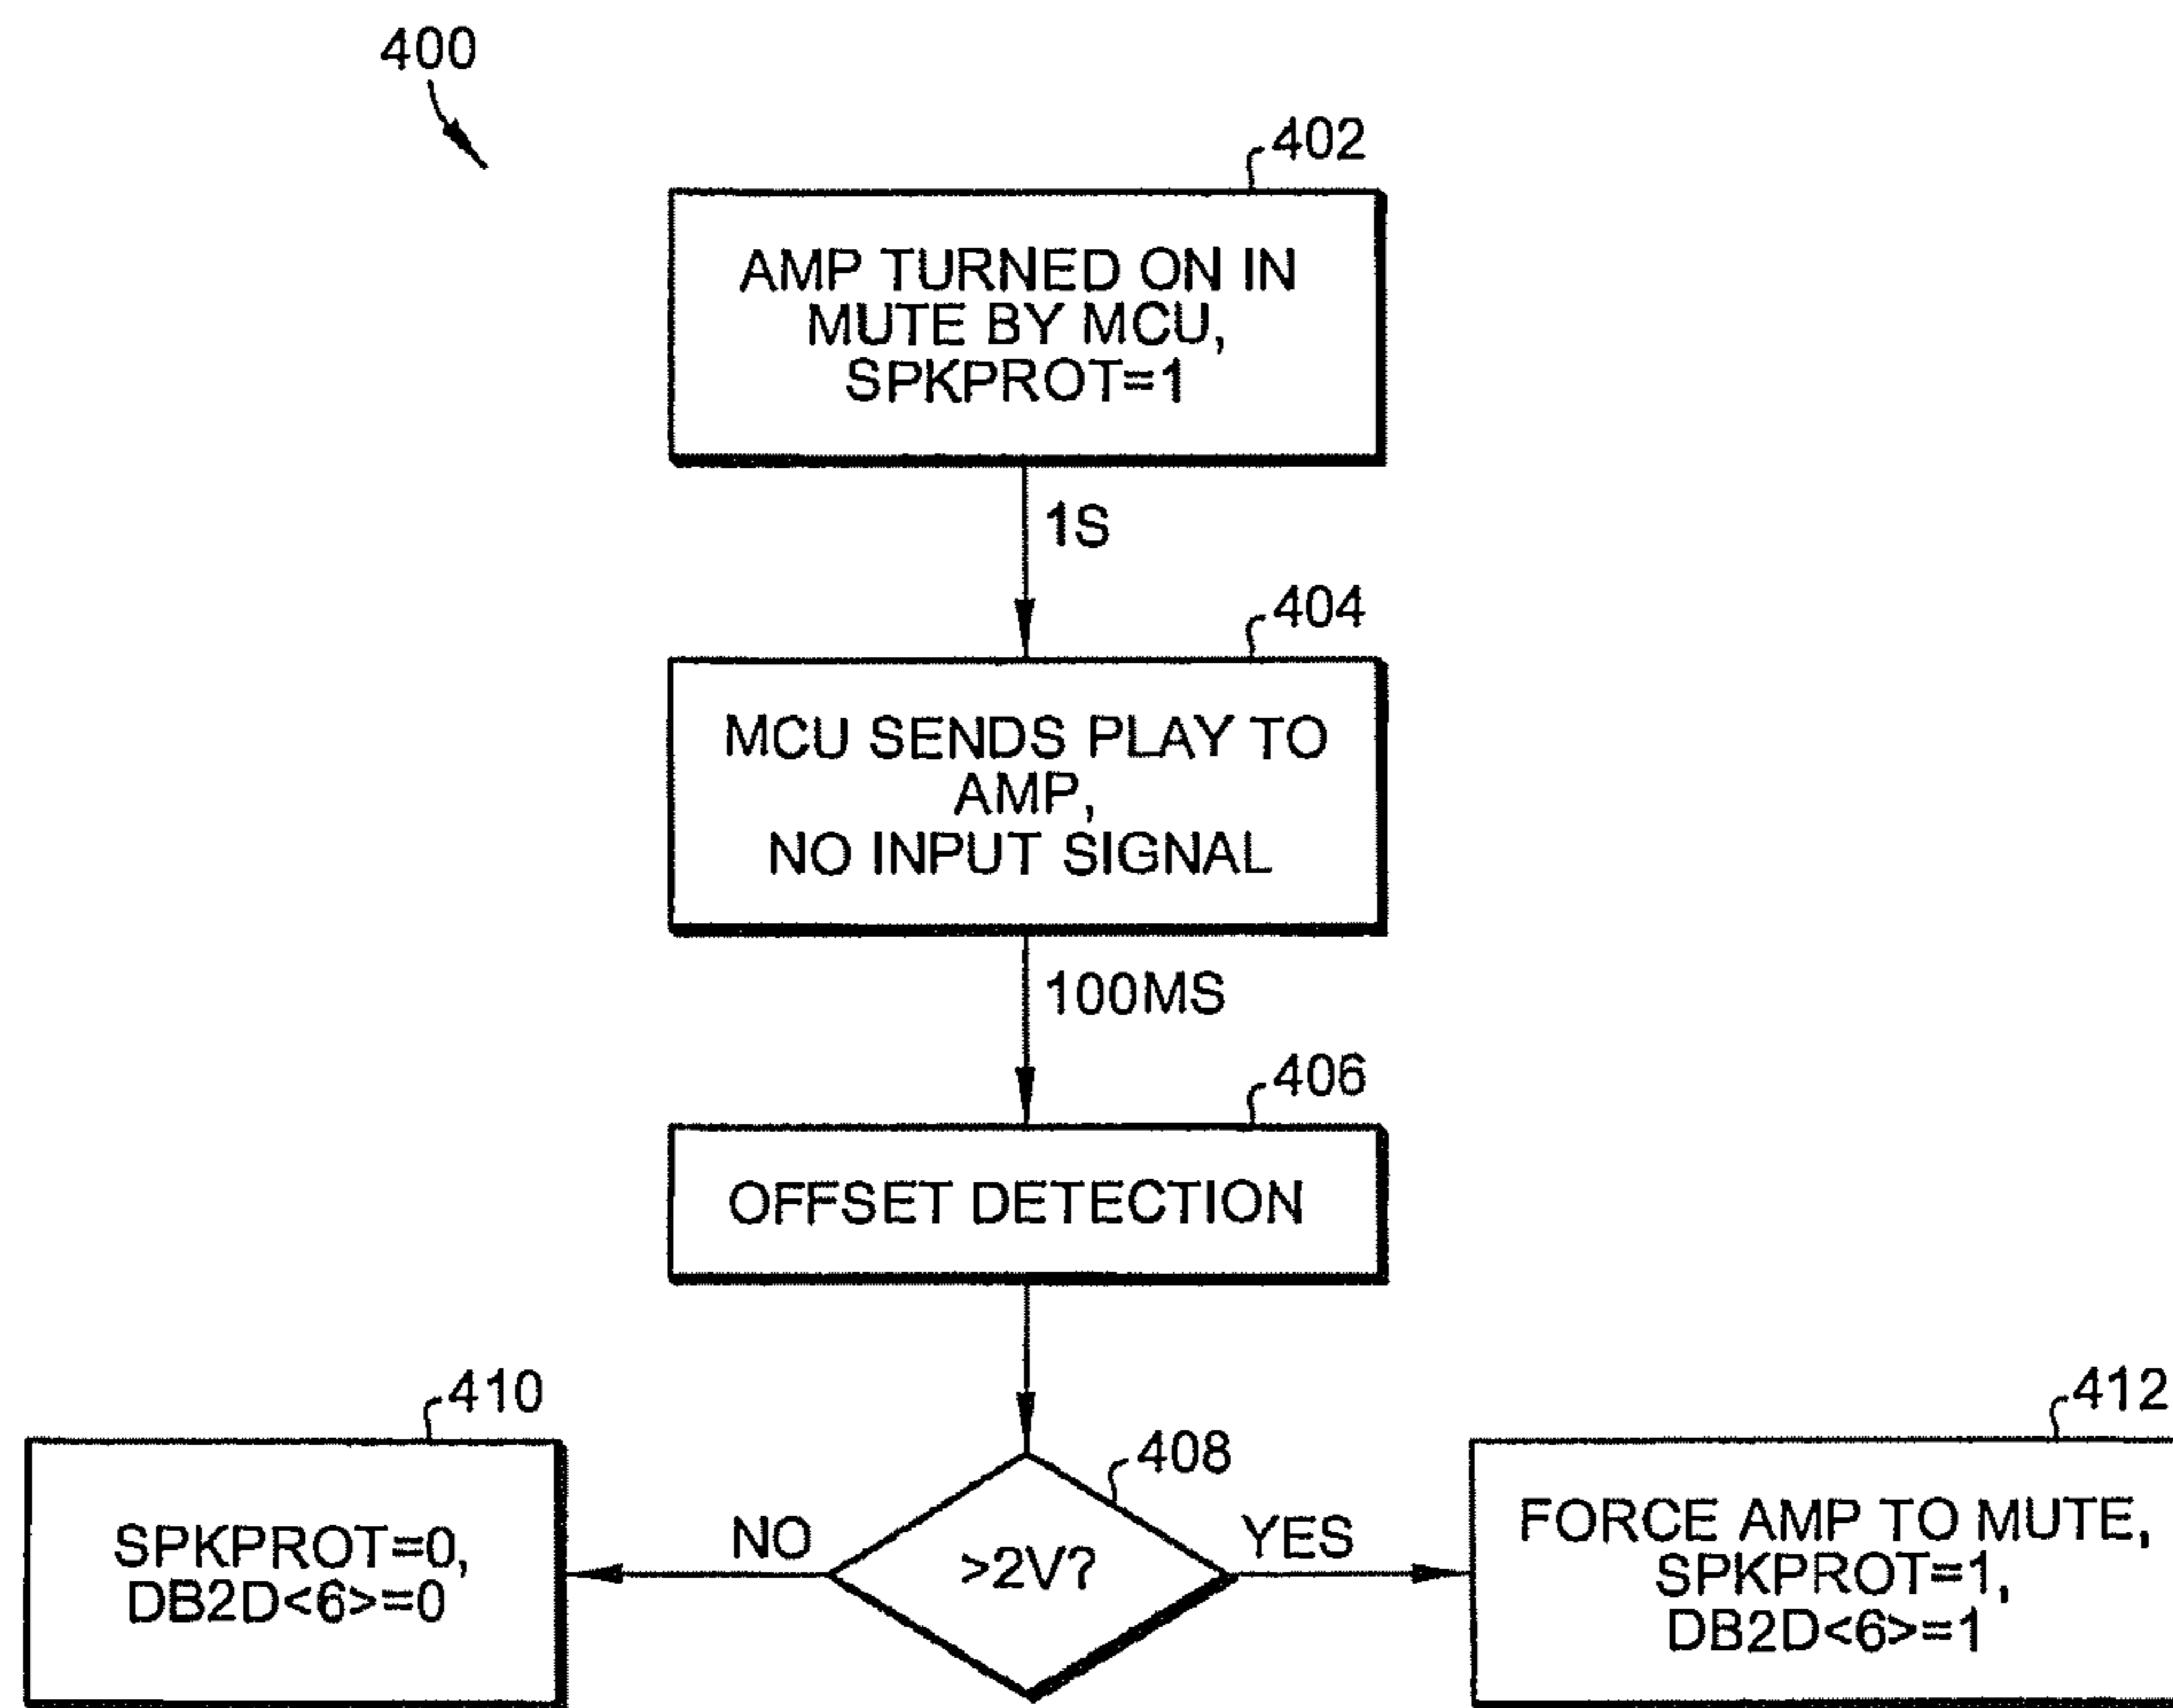 400
402
AMP TURNED ON IN
MUTE BY MCU,
SPKPROT=1
1S
404
MCU SENDS PLAY TO
AMP,
NO INPUT SIGNAL
100MS
406
OFFSET DETECTION
408
>2V?
NO
YES
410
SPKPROT=0,
DB2D<6>=0
412
FORCE AMP TO MUTE,
SPKPROT=1,
DB2D<6>=1